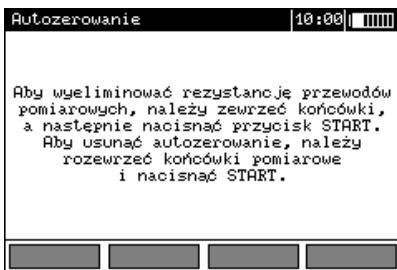 Autozerowanie
10:00
Aby wyeliminować rezystancję przewodów
pomiarowych, należy zewrzeć końcówki,
a następnie nacisnąć przycisk START.
Aby usunąć autozerowanie, należy
rozewrzeć końcówki pomiarowe
i nacisnąć START.